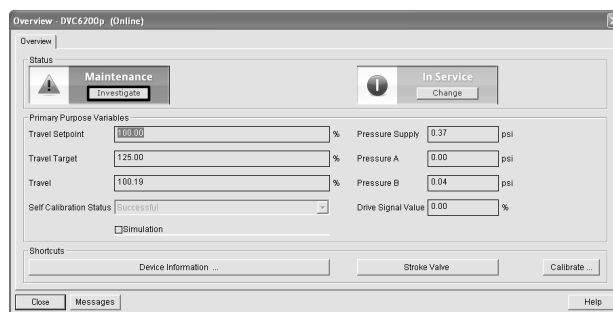 Overview - DVC6200p (Online)
Overview
Status
Maintenance
Investigate
In Service
Change
Primary Purpose Variables
Travel Setpoint 100.00 % Pressure Supply 0.37 psi
Travel Target 125.00 % Pressure A 0.00 psi
Travel 100.19 % Pressure B 0.04 psi
Self Calibration Status Successful Drive Signal Value 0.00 %
Simulation
Shortcuts
Device Information ... Stroke Valve Calibrate ...
Close Messages Help